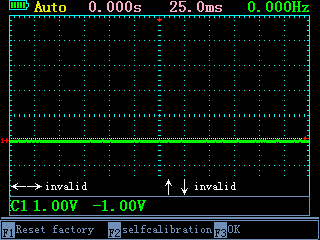 Auto 0.000s 25.0ms 0.000Hz
←→ invalid ↑ ↓ invalid
C1 1.00V -1.00V
F1 Reset factory F2 selfcalibration F3 OK